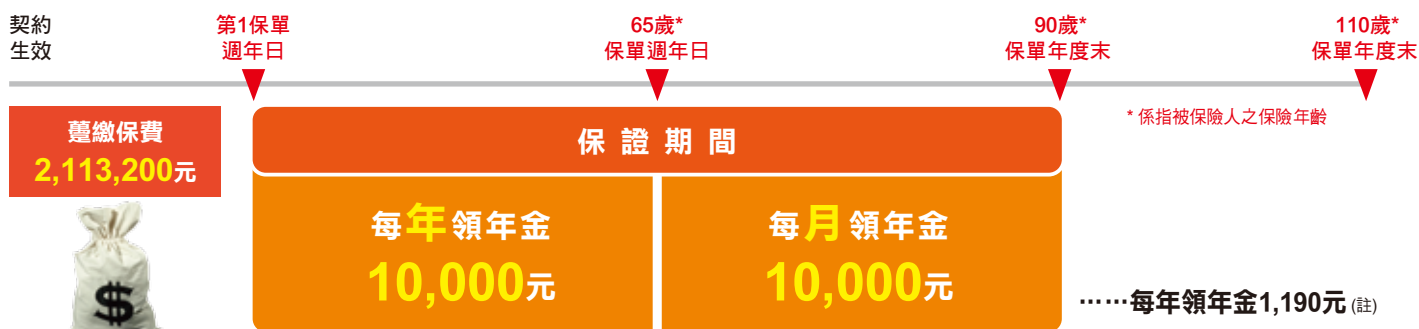 契約
生效
第1保單
週年日
65歲*
保單週年日
90歲*
保單年度末
110歲*
保單年度末
躉繳保費
2,113,200元
保證期間
* 係指被保險人之保險年齡
每年領年金
10,000元
每月領年金
10,000元
……每年領年金1,190元 (註)
$